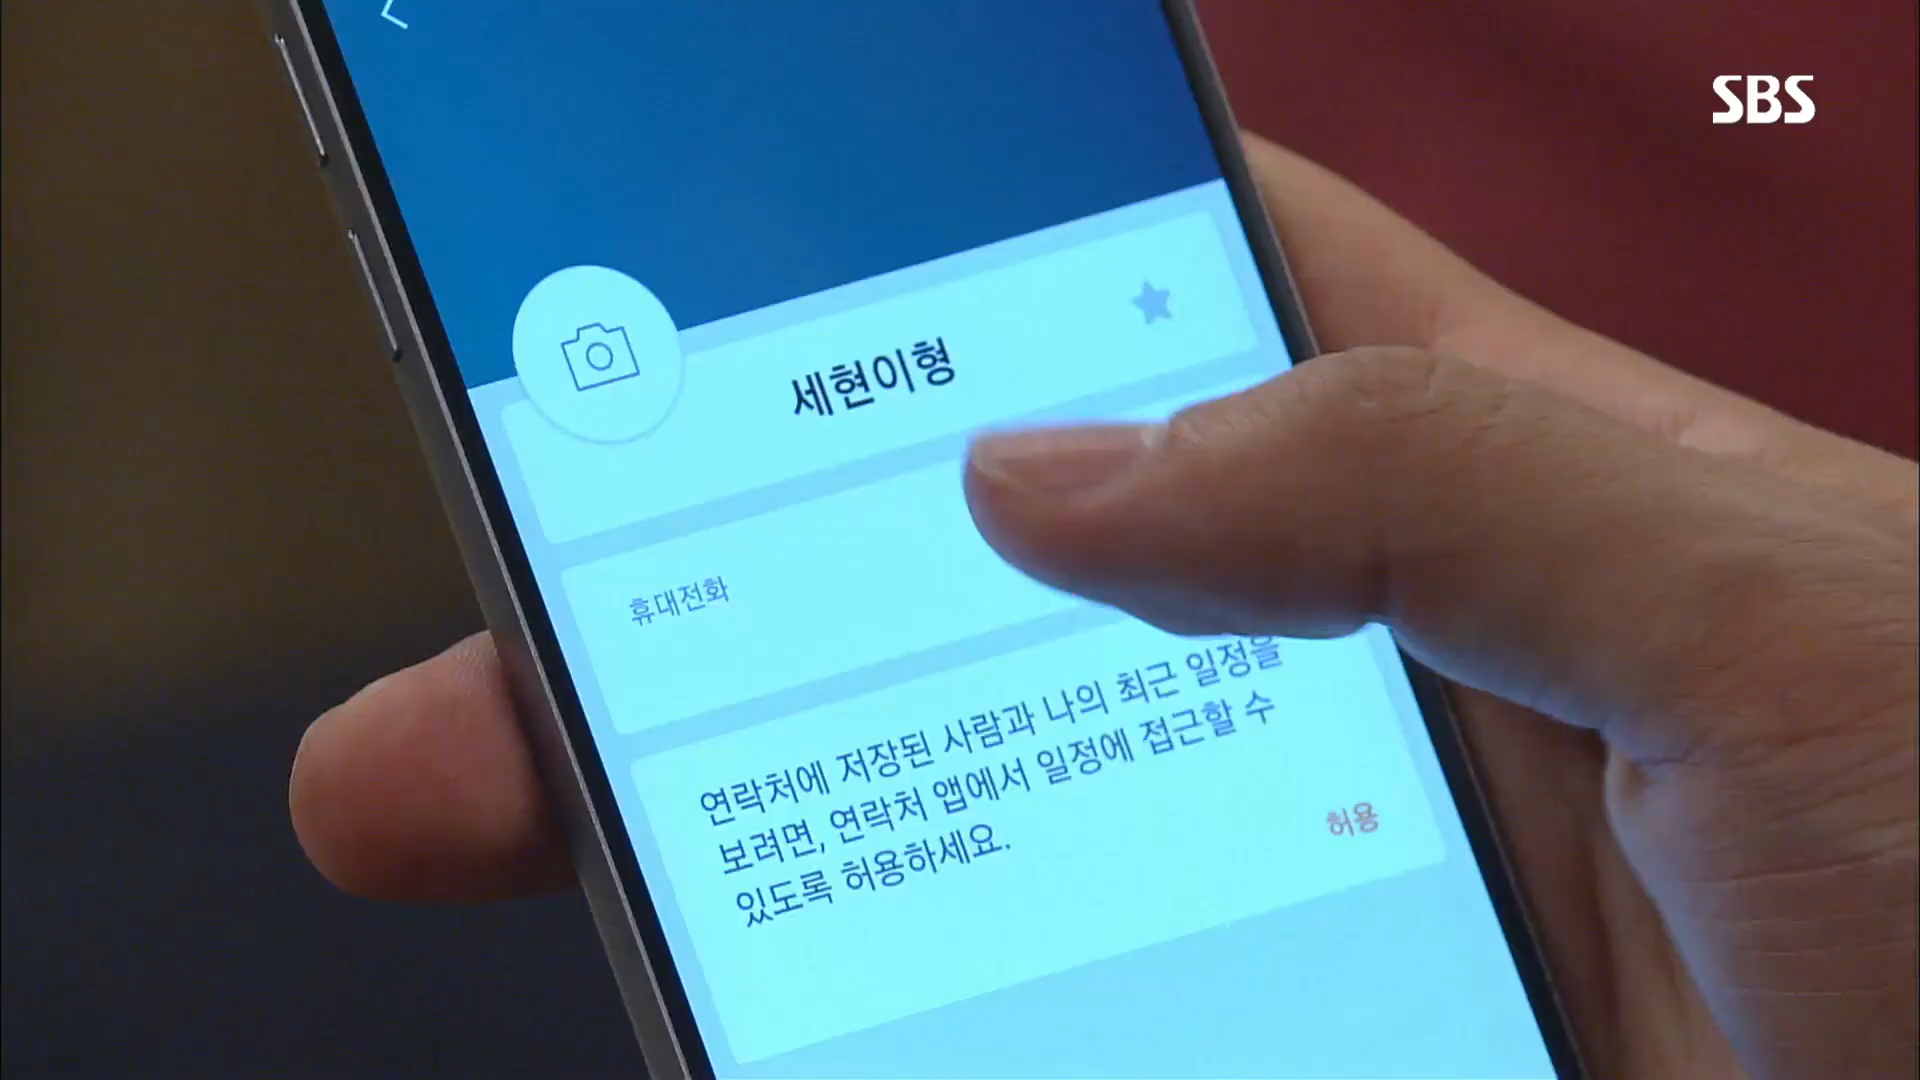 SBS
세현이형
휴대전화
연락처에 저장된 사람과 나의 최근 일정을
보려면, 연락처 앱에서 일정에 접근할 수
있도록 허용하세요.
허용